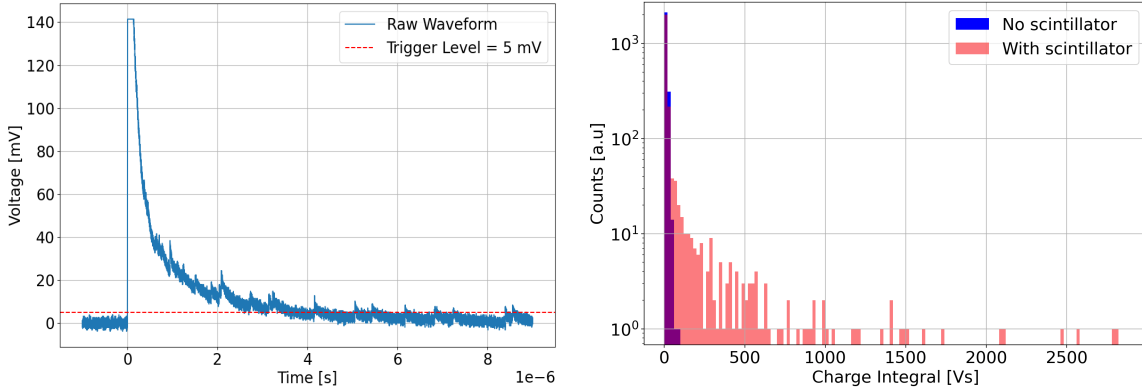 Voltage [mV]
140
120
100
80
60
40
20
0
Raw Waveform
Trigger Level = 5 mV
0
2
4
6
8
1e−6
Time [s]
Counts [a.u]
10³
10²
10¹
10⁰
No scintillator
With scintillator
0
500
1000
1500
2000
2500
Charge Integral [Vs]